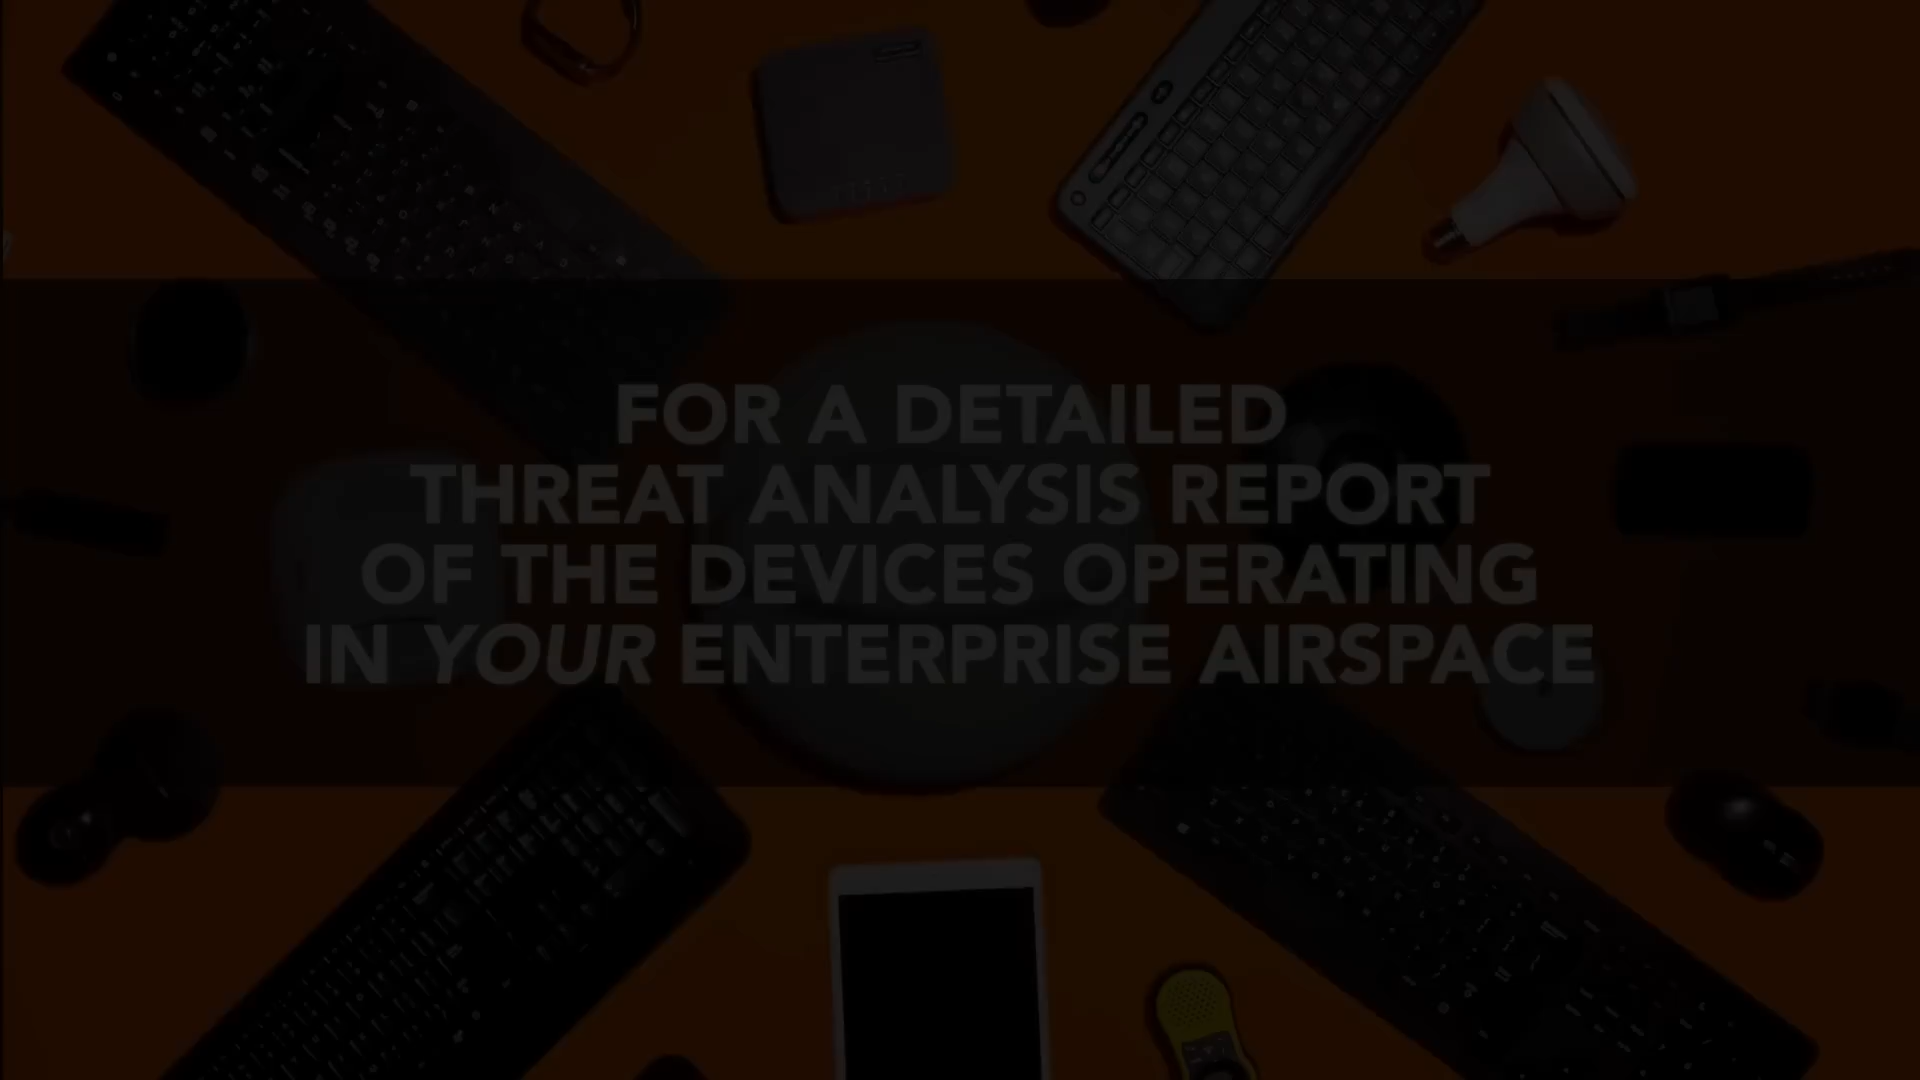 FOR A DETAILED
THREAT ANALYSIS REPORT
OF THE DEVICES OPERATING
IN YOUR ENTERPRISE AIRSPACE